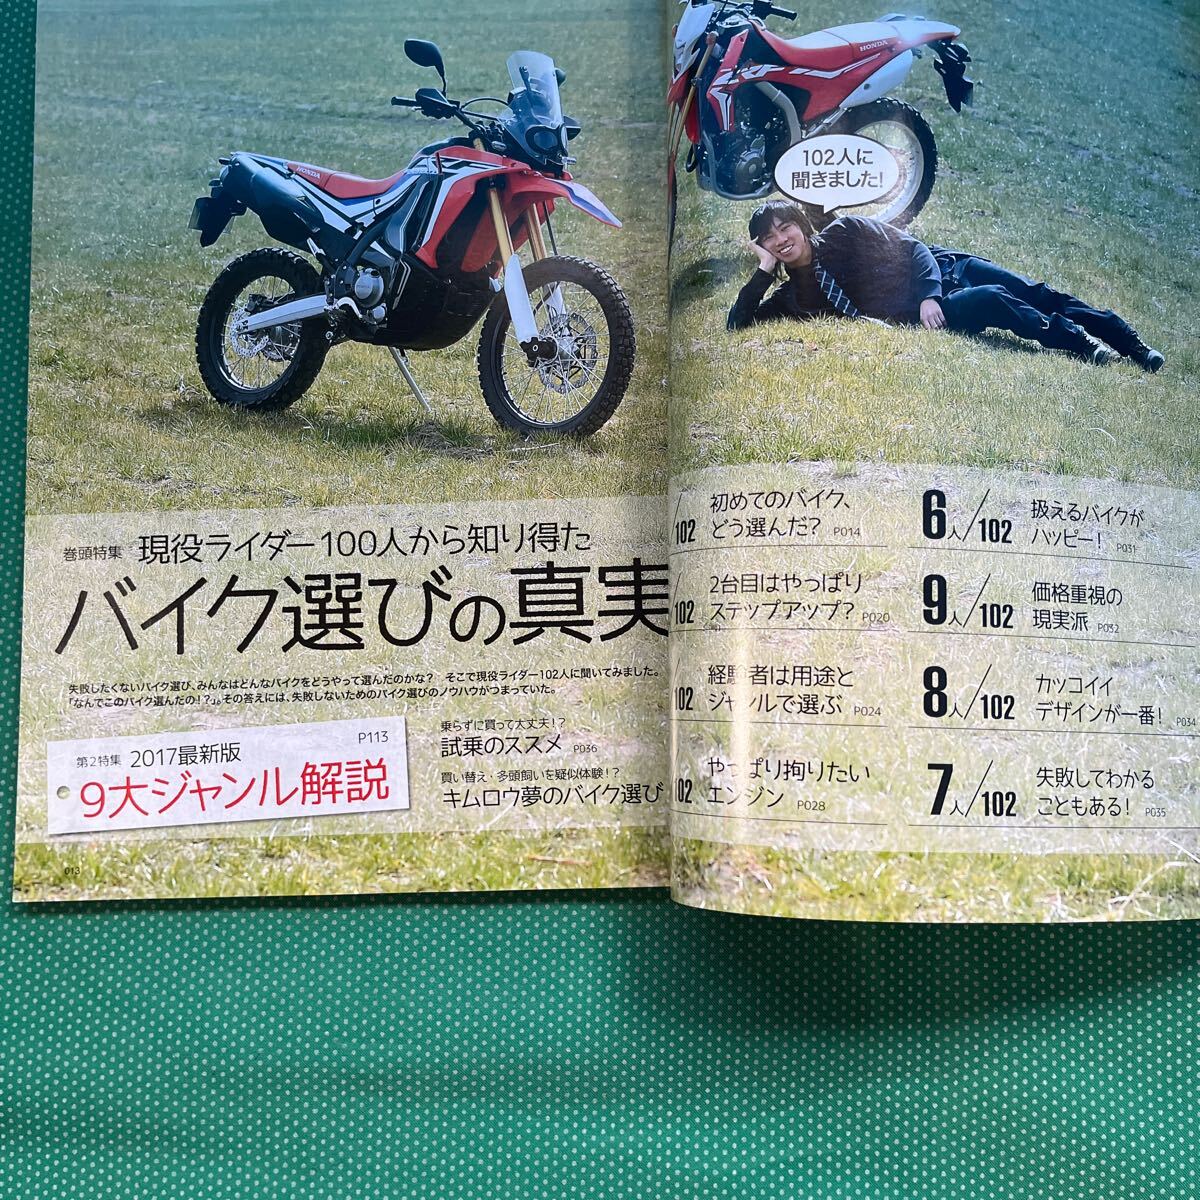 HONDA
HONDA
102人に
聞きました!
巻頭特集 現役ライダー100人から知り得た
バイク選びの真実
失敗したくないバイク選び、みんなはどんなバイクをどうやって選んだのかな? そこで現役ライダー102人に聞いてみました。
「なんでこのバイク選んだの!?」。その答えには、失敗しないためのバイク選びのノウハウがつまっていた。
P113
第2特集 2017最新版
9大ジャンル解説
乗らずに買って大丈夫!?
試乗のススメ P036
買い替え・多頭飼いを疑似体験!?
キムロウ夢のバイク選び
013
/102 初めてのバイク、
どう選んだ? P014
/102 2台目はやっぱり
ステップアップ? P020
/102 経験者は用途と
ジャンルで選ぶ P024
/102 やっぱり拘りたい
エンジン P028
6人/102 扱えるバイクが
ハッピー! P031
9人/102 価格重視の
現実派 P032
8人/102 カッコイイ
デザインが一番! P034
7人/102 失敗してわかる
こともある! P035